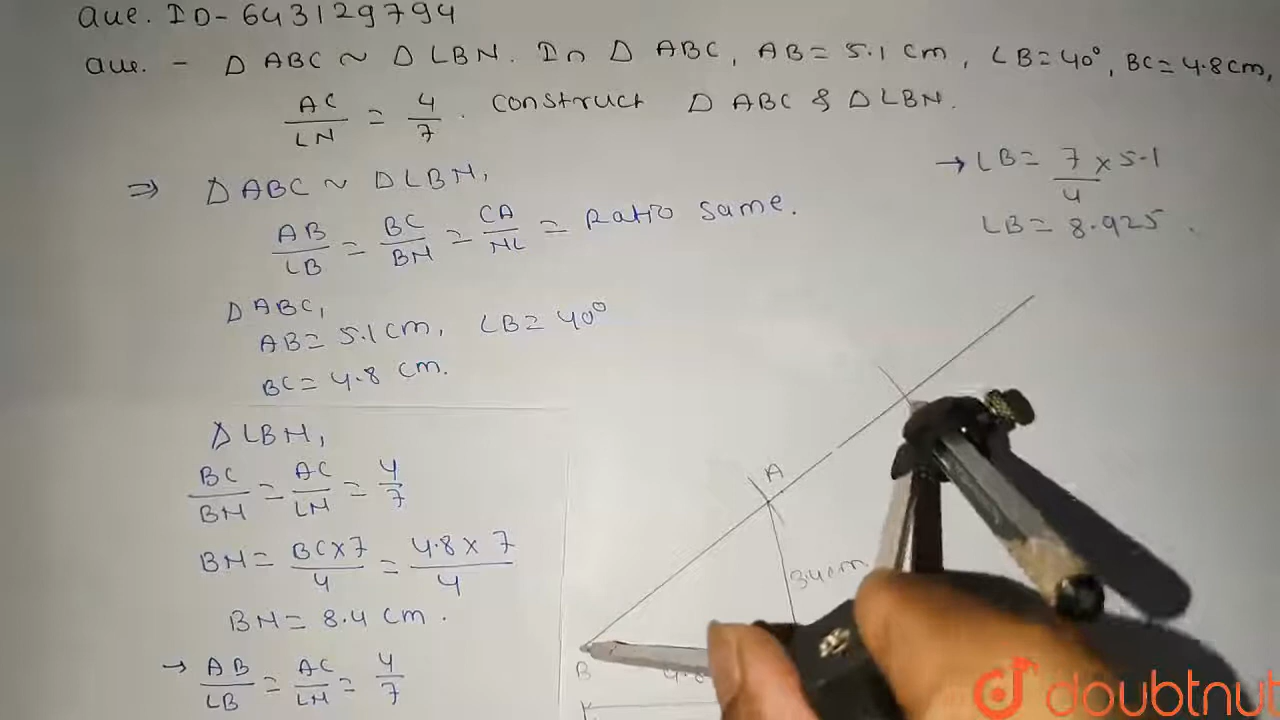 Que. ID- 643129794
Que. - Δ ABC ~ Δ LBN. In Δ ABC, AB = 5.1 cm, ∠B = 40°, BC = 4.8 cm,
AC/LN = 4/7. construct Δ ABC & Δ LBN.
⇒ Δ ABC ~ Δ LBN,
AB/LB = BC/BN = CA/NL = Ratio same.
Δ ABC,
AB = 5.1 cm, ∠B = 40°
BC = 4.8 cm.
Δ LBN,
BC/BN = AC/LN = 4/7
BN = BC×7/4 = 4.8 × 7/4
BN = 8.4 cm.
→ AB/LB = AC/LN = 4/7
→ LB = 7/4 × 5.1
LB = 8.925.
A
B
doubtnut